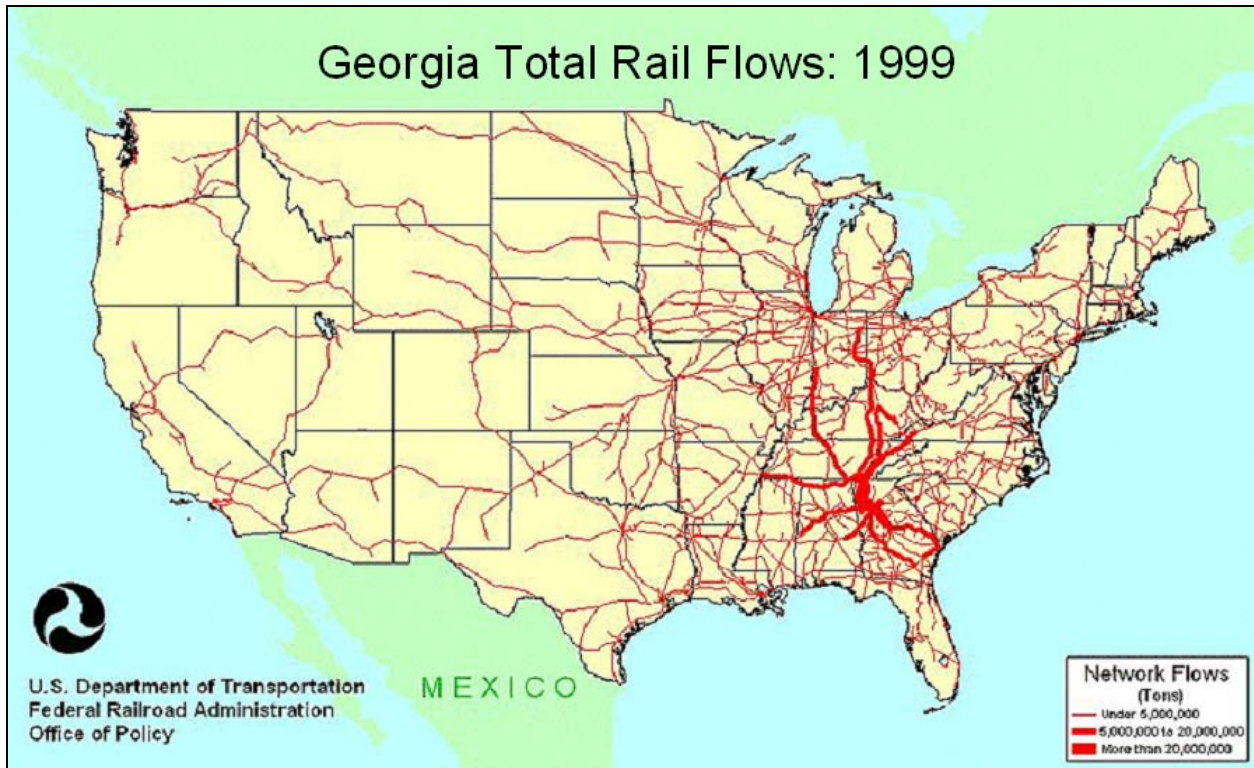 Georgia Total Rail Flows: 1999
MEXICO
U.S. Department of Transportation
Federal Railroad Administration
Office of Policy
Network Flows
(Tons)
Under 5,000,000
5,000,000 to 20,000,000
More than 20,000,000